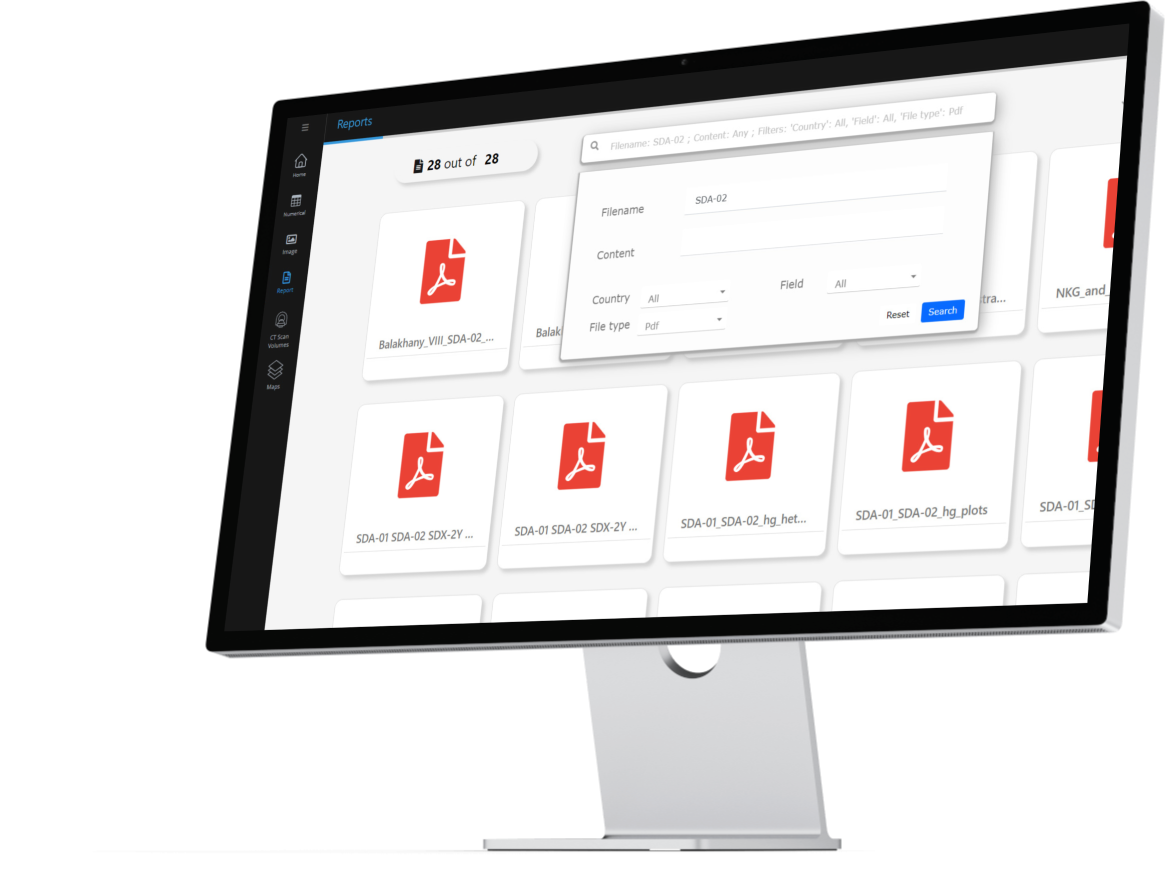 Reports
Home
Numerical
Image
Report
CT Scan
Volumes
Maps
28 out of 28
Filename: SDA-02 ; Content: Any ; Filters: 'Country': All, 'Field': All, 'File type': Pdf
Filename SDA-02
Content
Country All Field All
File type Pdf Reset Search
Balakhany_VIII_SDA-02_...
Balak
tra...
NKG_and_
SDA-01 SDA-02 SDX-2Y ...
SDA-01 SDA-02 SDX-2Y ...
SDA-01_SDA-02_hg_het...
SDA-01_SDA-02_hg_plots
SDA-01_SD